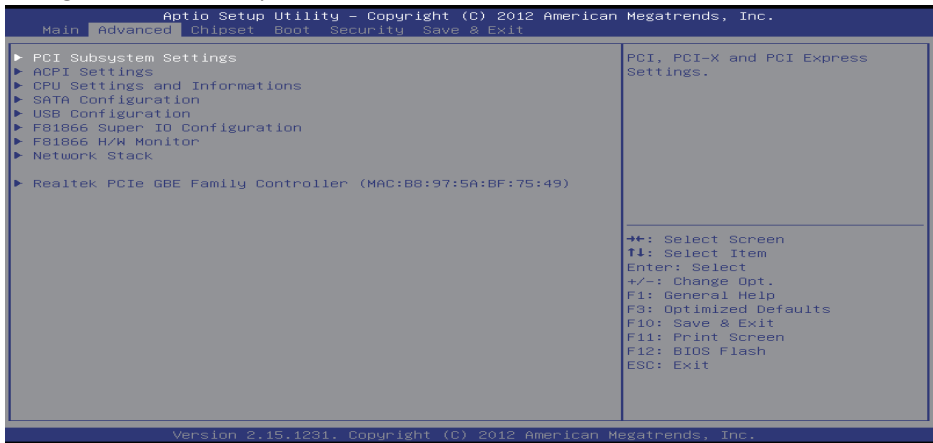 Aptio Setup Utility – Copyright (C) 2012 American Megatrends, Inc.
Main Advanced Chipset Boot Security Save & Exit
► PCI Subsystem Settings
► ACPI Settings
► CPU Settings and Informations
► SATA Configuration
► USB Configuration
► F81866 Super IO Configuration
► F81866 H/W Monitor
► Network Stack
► Realtek PCIe GBE Family Controller (MAC:B8:97:5A:BF:75:49)
PCI, PCI-X and PCI Express
Settings.
→←: Select Screen
↑↓: Select Item
Enter: Select
+/-: Change Opt.
F1: General Help
F3: Optimized Defaults
F10: Save & Exit
F11: Print Screen
F12: BIOS Flash
ESC: Exit
Version 2.15.1231. Copyright (C) 2012 American Megatrends, Inc.